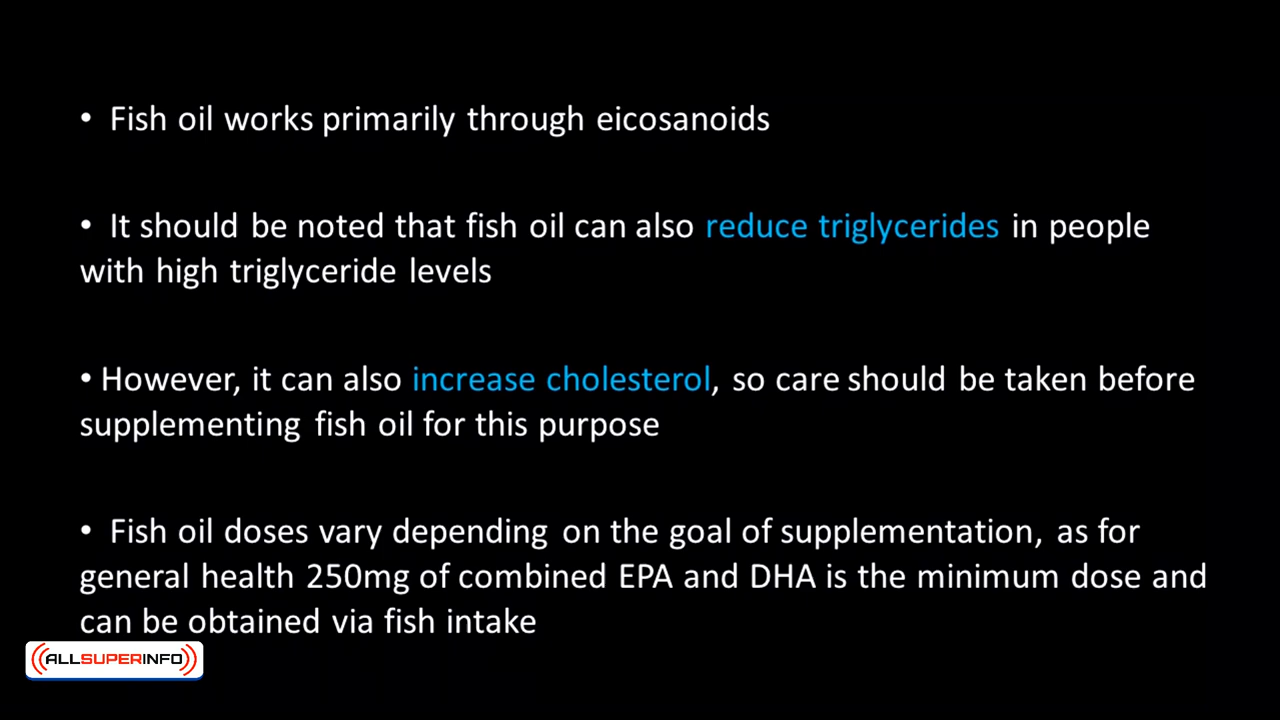 • Fish oil works primarily through eicosanoids
• It should be noted that fish oil can also reduce triglycerides in people
with high triglyceride levels
• However, it can also increase cholesterol, so care should be taken before
supplementing fish oil for this purpose
• Fish oil doses vary depending on the goal of supplementation, as for
general health 250mg of combined EPA and DHA is the minimum dose and
can be obtained via fish intake
ALLSUPERINFO